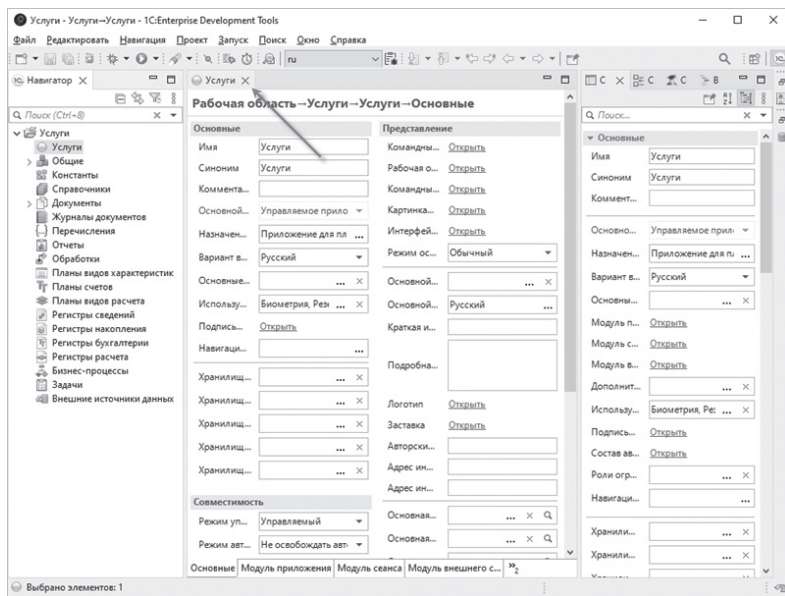 Услуги - Услуги→Услуги - 1C:Enterprise Development Tools
Файл Редактировать Навигация Проект Запуск Поиск Окно Справка
ru
Навигатор
Поиск (Ctrl+8)
Услуги
Услуги
Общие
Константы
Справочники
Документы
Журналы документов
Перечисления
Отчеты
Обработки
Планы видов характеристик
Планы счетов
Планы видов расчета
Регистры сведений
Регистры накопления
Регистры бухгалтерии
Регистры расчета
Бизнес-процессы
Задачи
Внешние источники данных
Услуги
Рабочая область→Услуги→Услуги→Основные
Основные
Имя Услуги
Синоним Услуги
Коммента...
Основной... Управляемое прило
Назначен... Приложение для пл ...
Вариант в... Русский
Основные... ...
Использу... Биометрия, Резе ...
Подпись... Открыть
Навигаци... ...
Хранилищ... ...
Хранилищ... ...
Хранилищ... ...
Хранилищ... ...
Хранилищ... ...
Совместимость
Режим уп... Управляемый
Режим авт... Не освобождать авт
Представление
Командны... Открыть
Рабочая о... Открыть
Командны... Открыть
Картинка... Открыть
Интерфей... Открыть
Режим ос... Обычный
Основной... ...
Основной... Русский ...
Краткая и...
Подробна...
Логотип Открыть
Заставка Открыть
Авторски...
Адрес ин...
Адрес ин...
Основная... ...
Основная... ...
Основные Модуль приложения Модуль сеанса Модуль внешнего с... »2
С С С В
Поиск...
Основные
Имя Услуги
Синоним Услуги
Коммент...
Основно... Управляемое прил
Назначен... Приложение для п ...
Вариант в... Русский
Основны... ...
Модуль п... Открыть
Модуль с... Открыть
Модуль в... Открыть
Дополнит... ...
Использу... Биометрия, Рез ...
Подпись... Открыть
Состав ав... Открыть
Роли огр... ...
Навигаци... ...
Хранили... ...
Хранили... ...
Выбрано элементов: 1